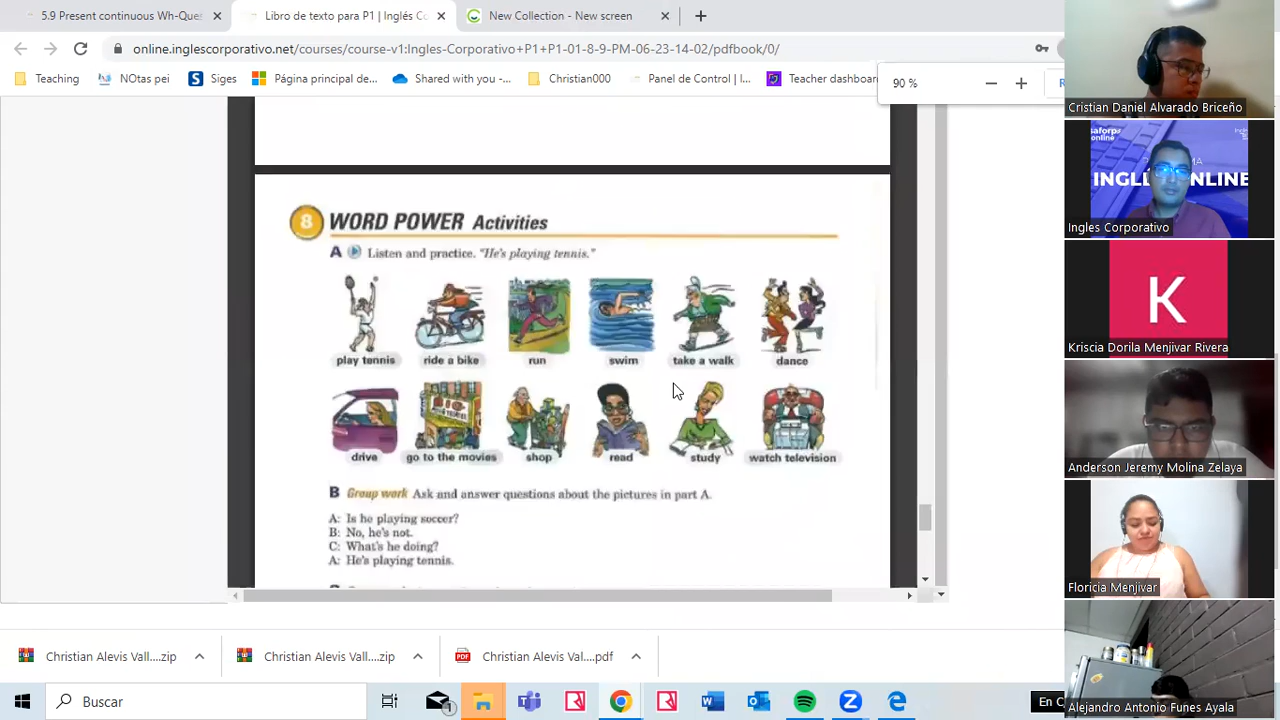 5.9 Present continuous Wh-Ques
Libro de texto para P1 | Inglés Co
New Collection - New screen
online.inglescorporativo.net/courses/course-v1:Ingles-Corporativo+P1+P1-01-8-9-PM-06-23-14-02/pdfbook/0/
Teaching
NOtas pei
Siges
Página principal de...
Shared with you -...
Christian000
Panel de Control | I...
Teacher dashboar
90 %
8 WORD POWER Activities
A Listen and practice. "He's playing tennis."
play tennis
ride a bike
run
swim
take a walk
dance
drive
go to the movies
shop
read
study
watch television
B Group work Ask and answer questions about the pictures in part A.
A: Is he playing soccer?
B: No, he's not.
C: What's he doing?
A: He's playing tennis.
Christian Alevis Vall....zip
Christian Alevis Vall....zip
Christian Alevis Val....pdf
Buscar
1
En C
Cristian Daniel Alvarado Briceño
INGLÉ
NLINE
Ingles Corporativo
K
Kriscia Dorila Menjivar Rivera
Anderson Jeremy Molina Zelaya
Floricia Menjivar
Alejandro Antonio Funes Ayala